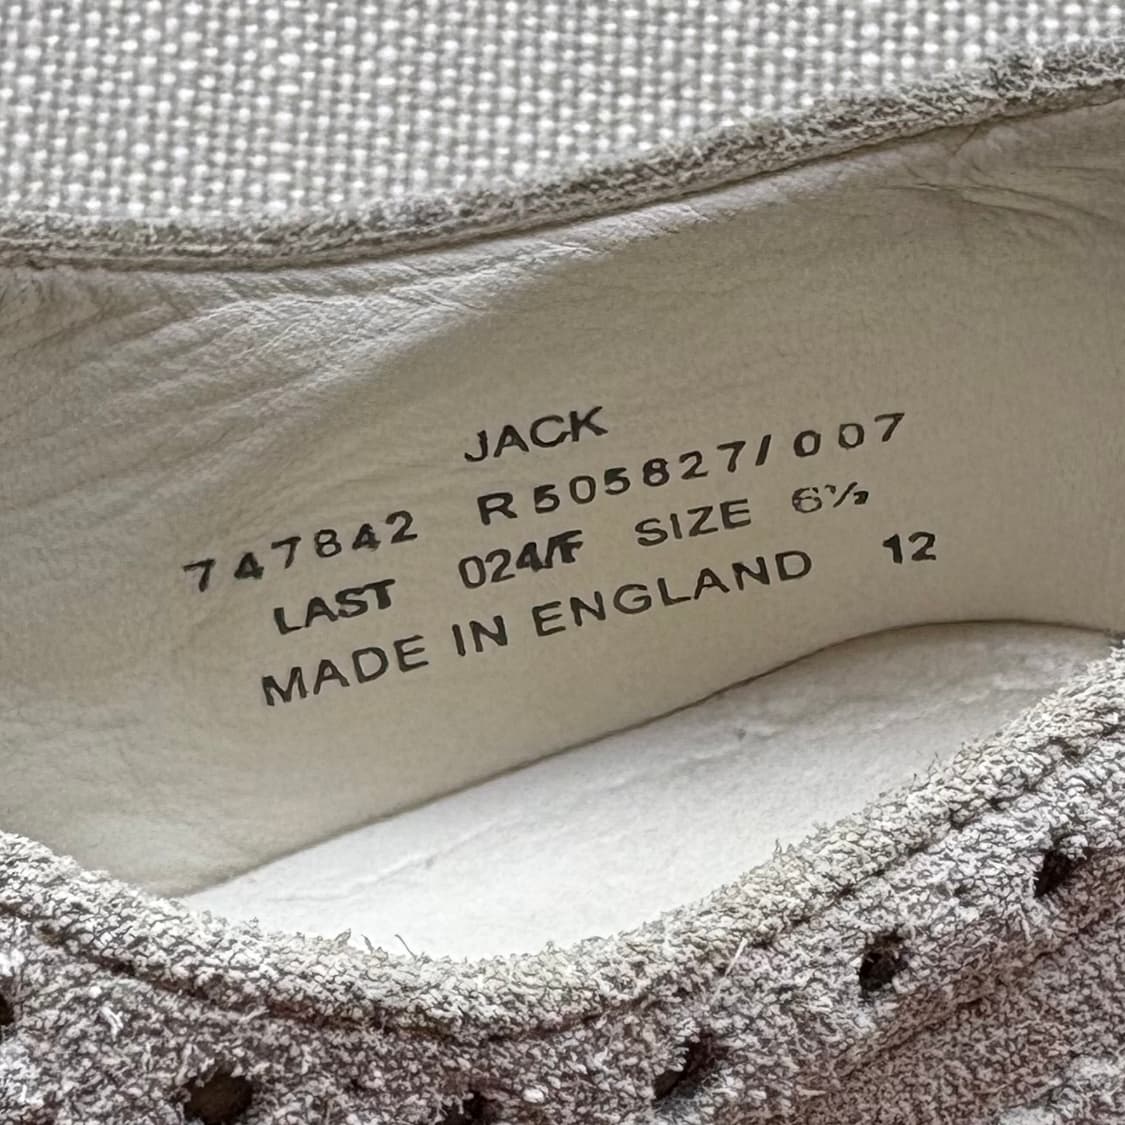 JACK
747842 R505827/007
LAST 024/F SIZE 6½
MADE IN ENGLAND 12